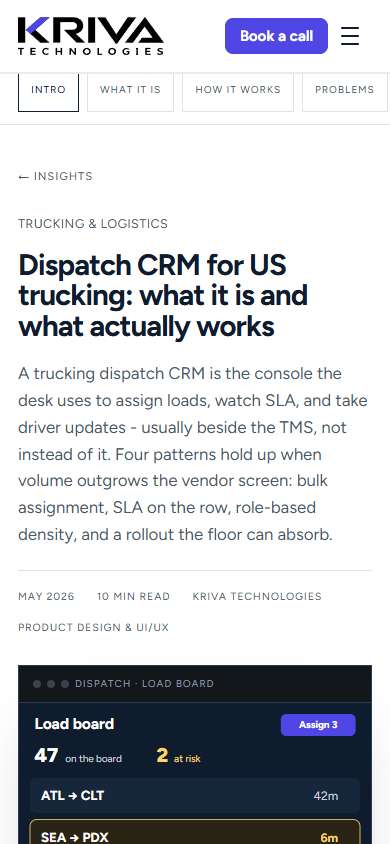 KRIVA
TECHNOLOGIES
Book a call
INTRO
WHAT IT IS
HOW IT WORKS
PROBLEMS
← INSIGHTS
TRUCKING & LOGISTICS
Dispatch CRM for US
trucking: what it is and
what actually works
A trucking dispatch CRM is the console the
desk uses to assign loads, watch SLA, and take
driver updates - usually beside the TMS, not
instead of it. Four patterns hold up when
volume outgrows the vendor screen: bulk
assignment, SLA on the row, role-based
density, and a rollout the floor can absorb.
MAY 2026 10 MIN READ KRIVA TECHNOLOGIES
PRODUCT DESIGN & UI/UX
DISPATCH · LOAD BOARD
Load board
Assign 3
47 on the board 2 at risk
ATL → CLT 42m
SEA → PDX 6m